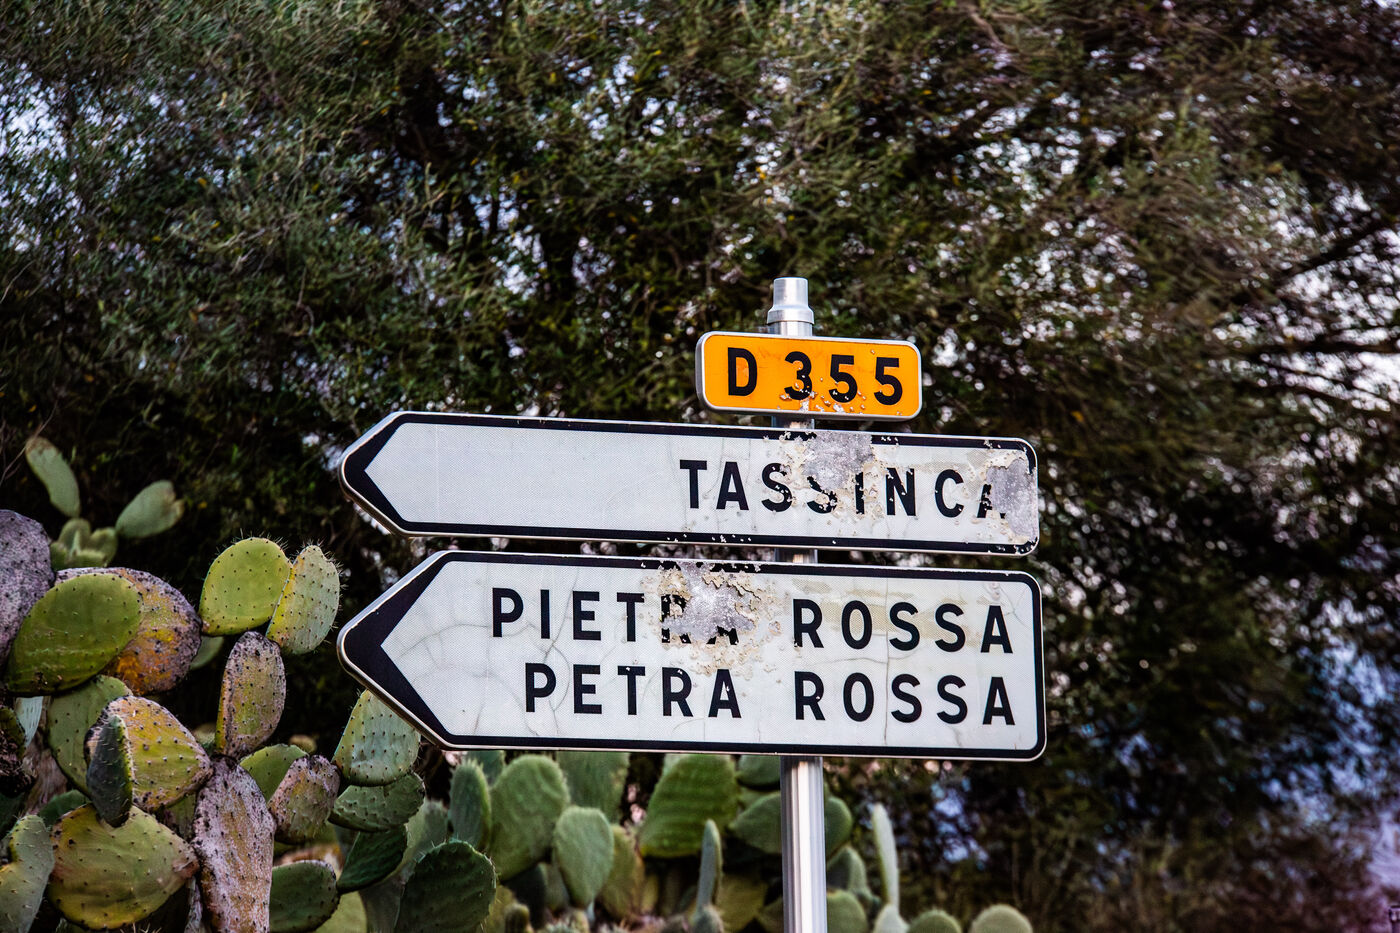 D 355
TASSINCA
PIETRA ROSSA
PETRA ROSSA